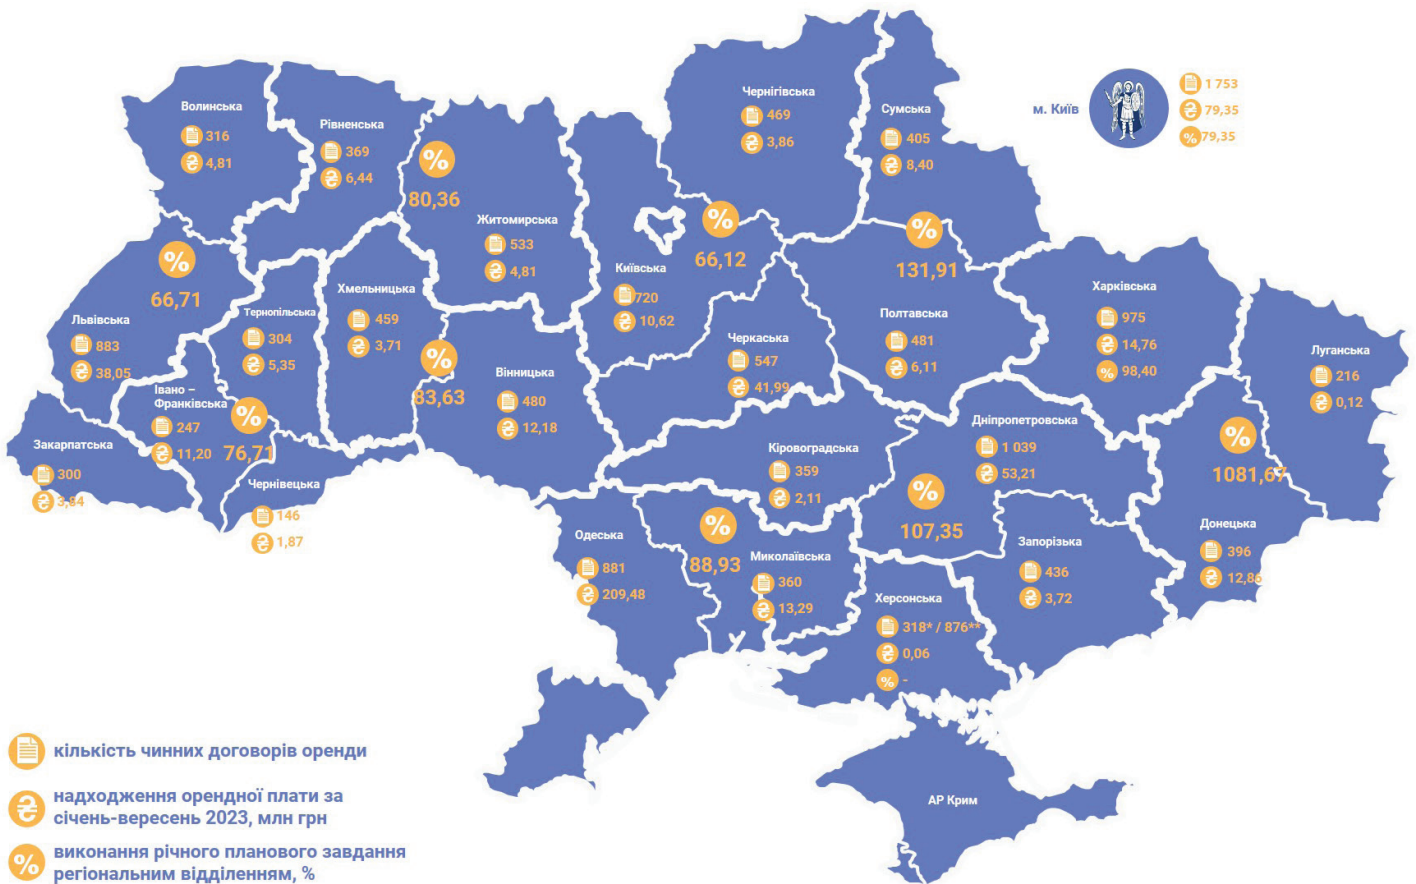 Волинська
316
4,81
Рівненська
369
6,44
%
80,36
Житомирська
533
4,81
Чернігівська
469
3,86
Сумська
405
8,40
м. Київ
1 753
79,35
% 79,35
%
66,71
Львівська
883
38,05
Тернопільська
304
5,35
Хмельницька
459
3,71
%
83,63
Вінницька
480
12,18
Київська
720
10,62
%
66,12
Черкаська
547
41,99
%
131,91
Полтавська
481
6,11
Харківська
975
14,76
% 98,40
Луганська
216
0,12
Івано –
Франківська
247
11,20
%
76,71
Закарпатська
300
3,84
Чернівецька
146
1,87
Кіровоградська
359
2,11
Дніпропетровська
1 039
53,21
%
107,35
%
1081,67
Донецька
396
12,86
Одеська
881
209,48
%
88,93
Миколаївська
360
13,29
Запорізька
436
3,72
Херсонська
318* / 876**
0,06
% -
АР Крим
кількість чинних договорів оренди
надходження орендної плати за
січень-вересень 2023, млн грн
% виконання річного планового завдання
регіональним відділенням, %